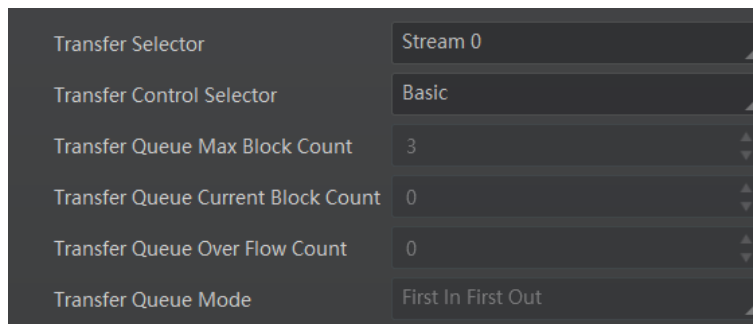 Transfer Selector Stream 0
Transfer Control Selector Basic
Transfer Queue Max Block Count 3
Transfer Queue Current Block Count 0
Transfer Queue Over Flow Count 0
Transfer Queue Mode First In First Out